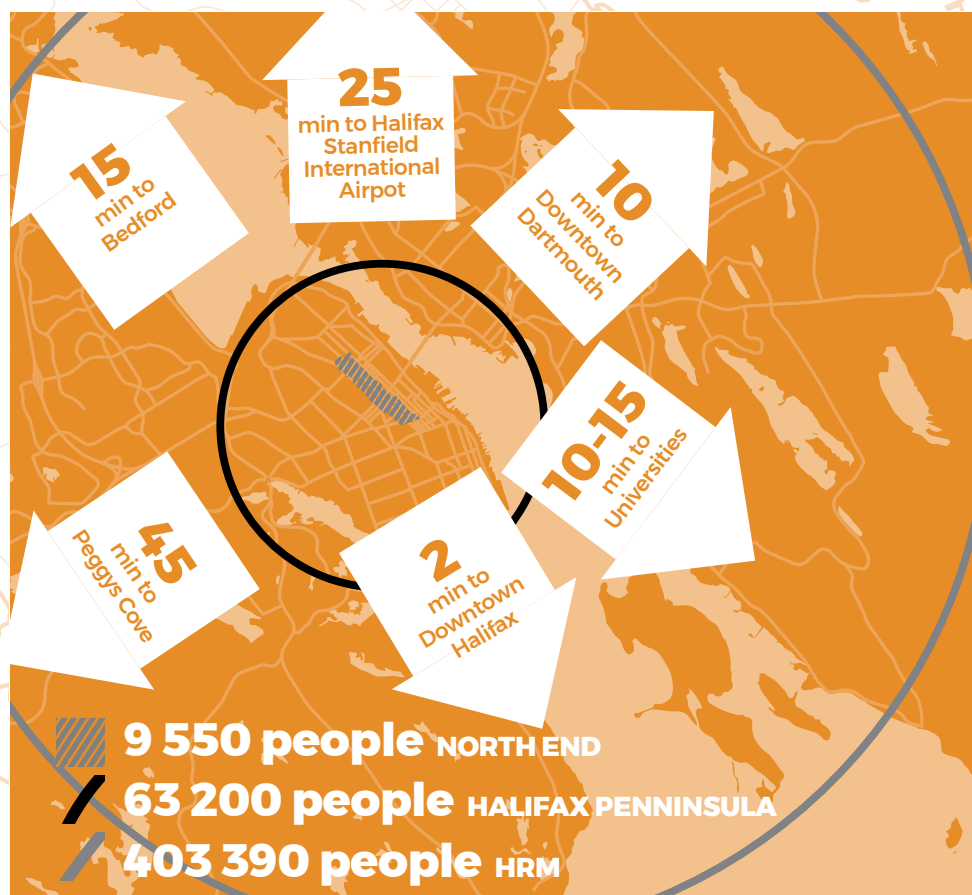 25
min to Halifax
Stanfield
International
Airpot
15
min to
Bedford
10
min to
Downtown
Dartmouth
10-15
min to
Universities
45
min to
Peggys Cove
2
min to
Downtown
Halifax
9 550 people NORTH END
63 200 people HALIFAX PENNINSULA
403 390 people HRM